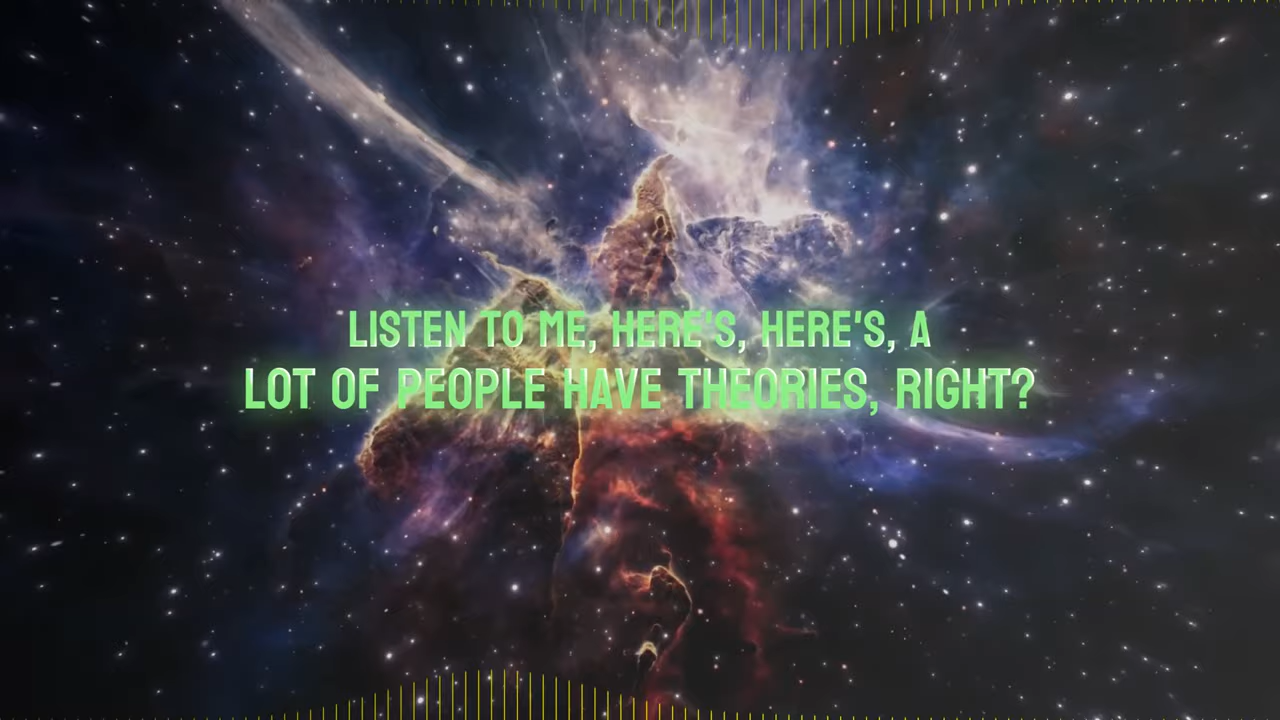 LISTEN TO ME, HERE'S, HERE'S, A
LOT OF PEOPLE HAVE THEORIES, RIGHT?